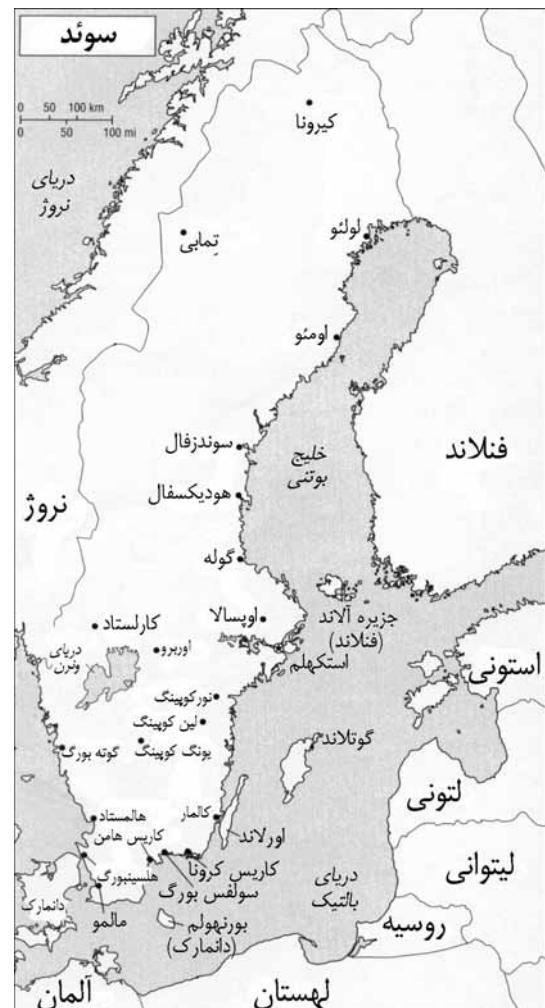 سوئد
0 50 100 km
0 50 100 mi
کیرونا
دریای
نروژ
تِمابی
لولئو
اومئو
سوندزفال
خلیج
بوتنی
فنلاند
هودیکسفال
نروژ
گوله
اوپسالا
جزیره آلاند
(فنلاند)
کارلستاد
اوربرو
دریای
ونرن
استکهلم
استونی
نورکوپینگ
لین کوپینگ
گوتلاند
یونگ کوپینگ
گوته بورگ
لتونی
هالمستاد
کالمار
اورلاند
کاریس هامن
لیتوانی
هلسینبورگ
کاریس کرونا
سولفس بورگ
دریای
بالتیک
دانمارک
مالمو
بورنهولم
(دانمارک)
روسیه
آلمان
لهستان